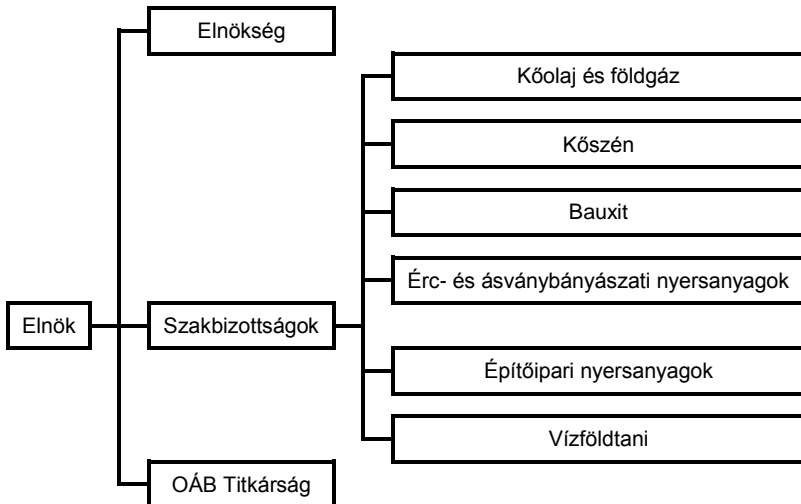 Elnökség
Kőolaj és földgáz
Kőszén
Bauxit
Érc- és ásványbányászati nyersanyagok
Elnök
Szakbizottságok
Építőipari nyersanyagok
Vízföldtani
OÁB Titkárság